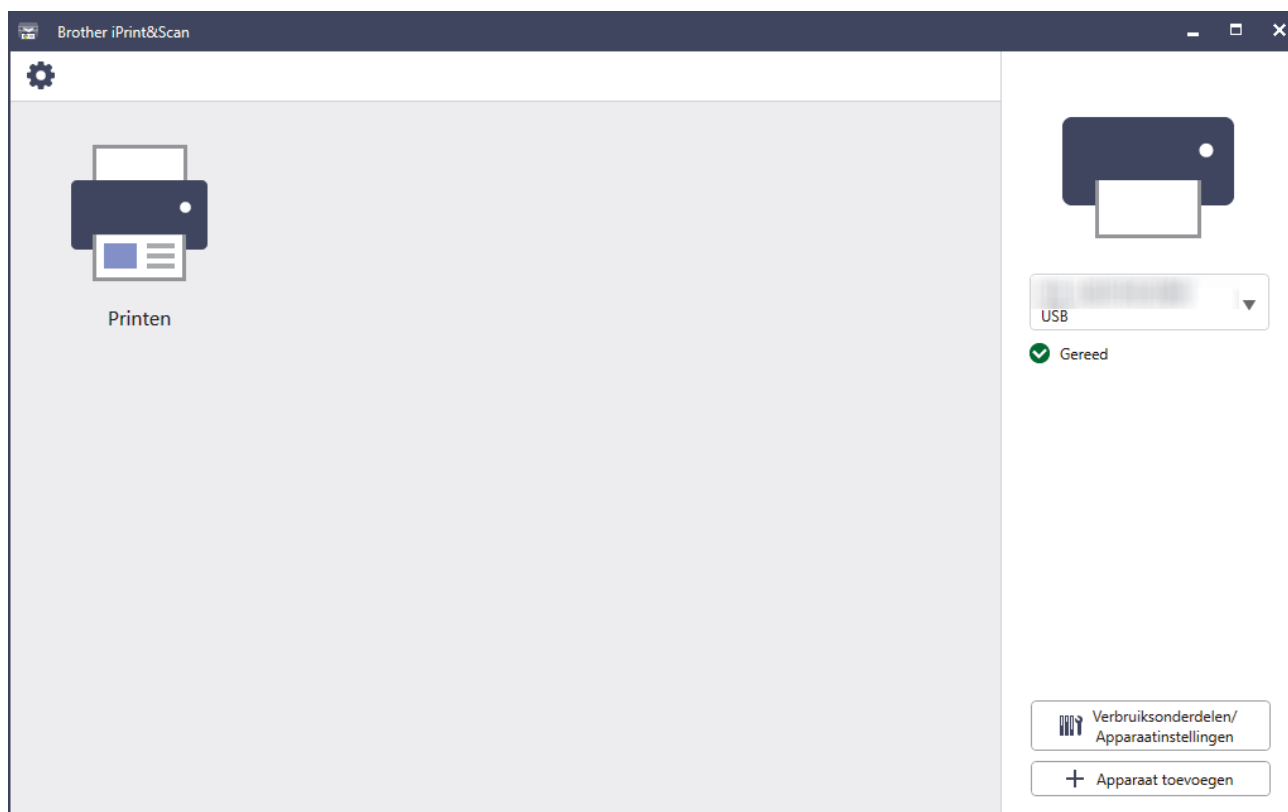 Brother iPrint&Scan
Printen
USB
Gereed
Verbruiksonderdelen/
Apparaatinstellingen
Apparaat toevoegen